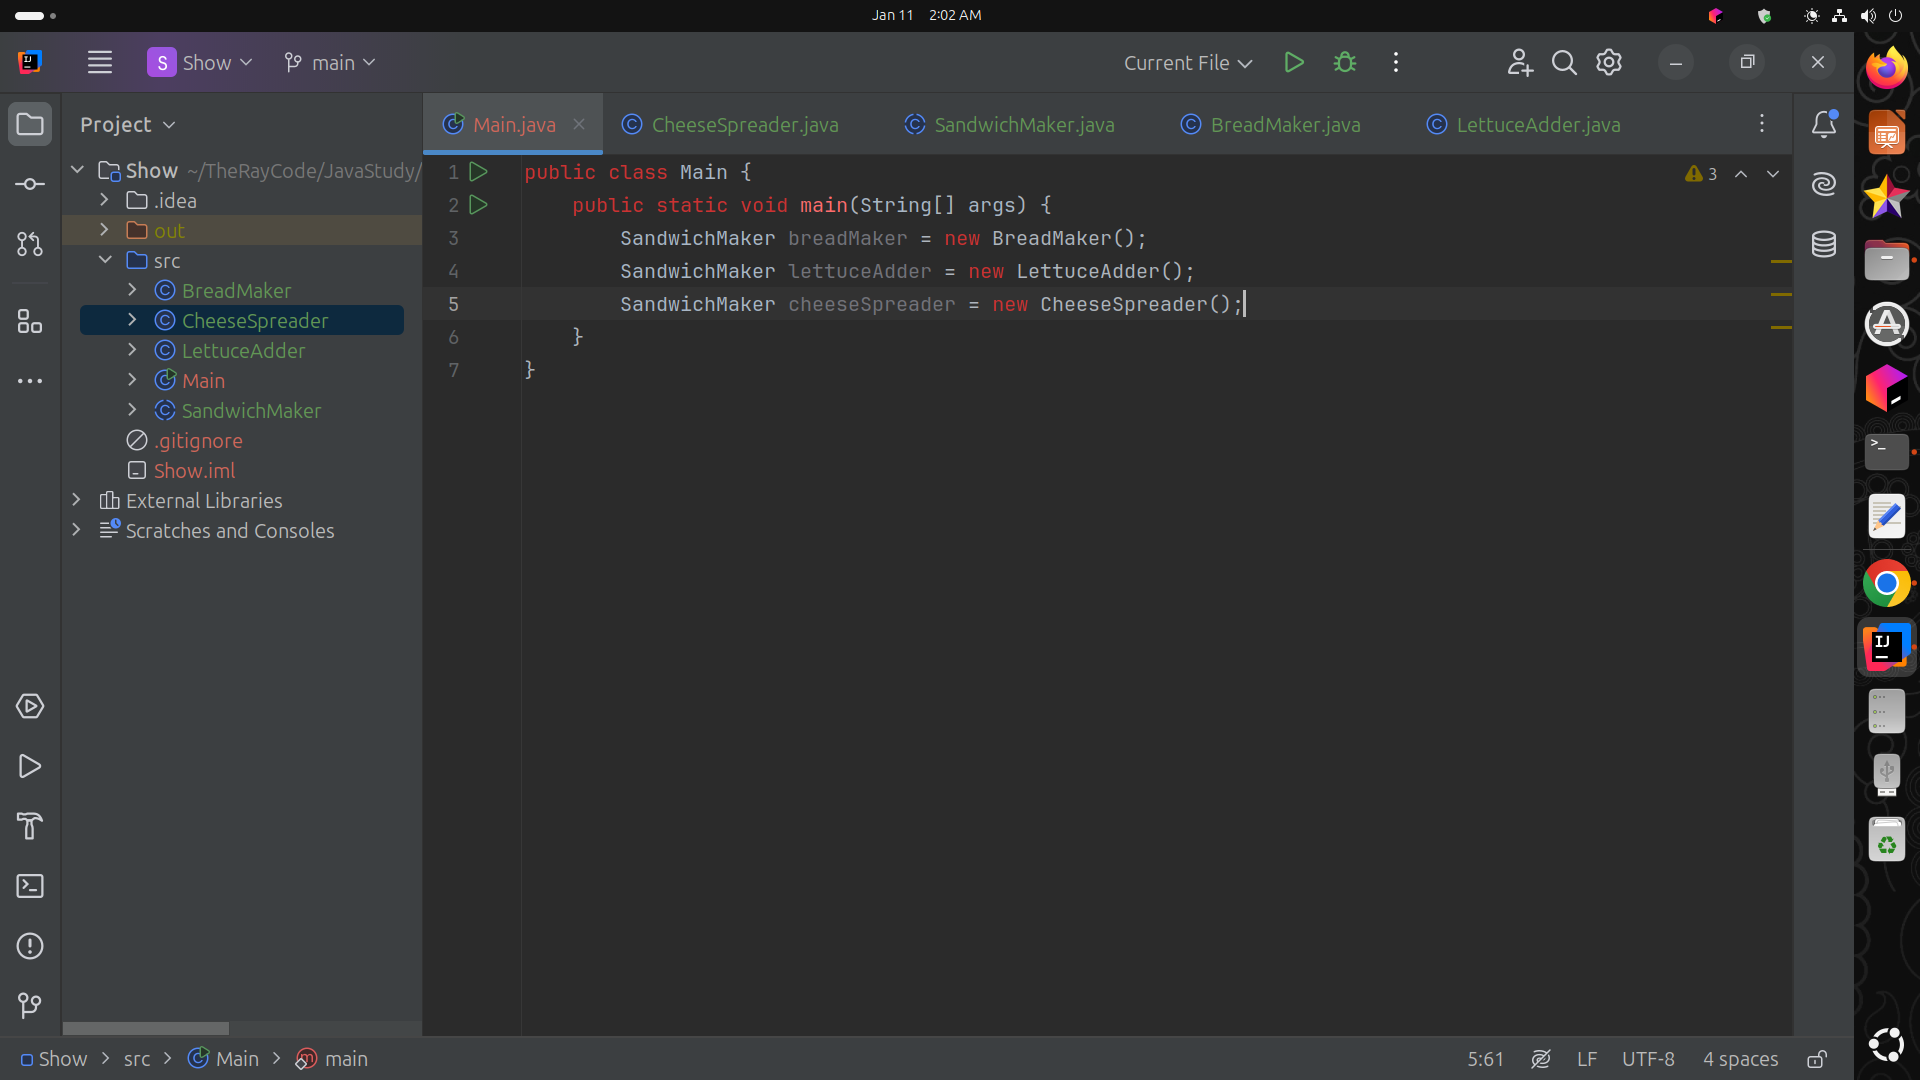 Jan 11 2:02 AM
S Show main Current File
Project
Main.java CheeseSpreader.java SandwichMaker.java BreadMaker.java LettuceAdder.java
Show ~/TheRayCode/JavaStudy/
.idea
out
src
BreadMaker
CheeseSpreader
LettuceAdder
Main
SandwichMaker
.gitignore
Show.iml
External Libraries
Scratches and Consoles
1 public class Main {
2 public static void main(String[] args) {
3 SandwichMaker breadMaker = new BreadMaker();
4 SandwichMaker lettuceAdder = new LettuceAdder();
5 SandwichMaker cheeseSpreader = new CheeseSpreader();
6 }
7 }
3
Show src Main main
5:61 LF UTF-8 4 spaces